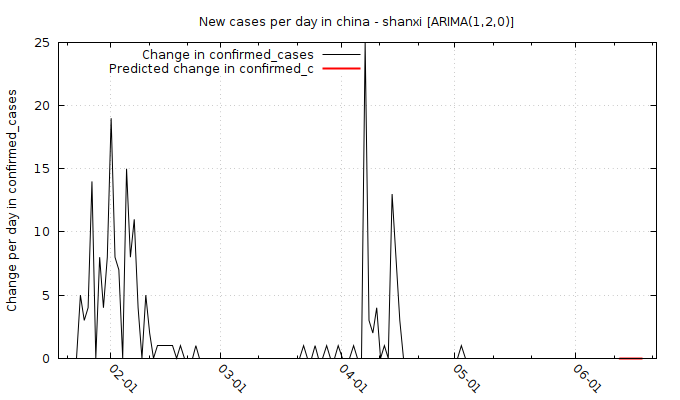 New cases per day in china - shanxi [ARIMA(1,2,0)]
Change in confirmed_cases
Predicted change in confirmed_c
Change per day in confirmed_cases
25
20
15
10
5
0
02-01
03-01
04-01
05-01
06-01